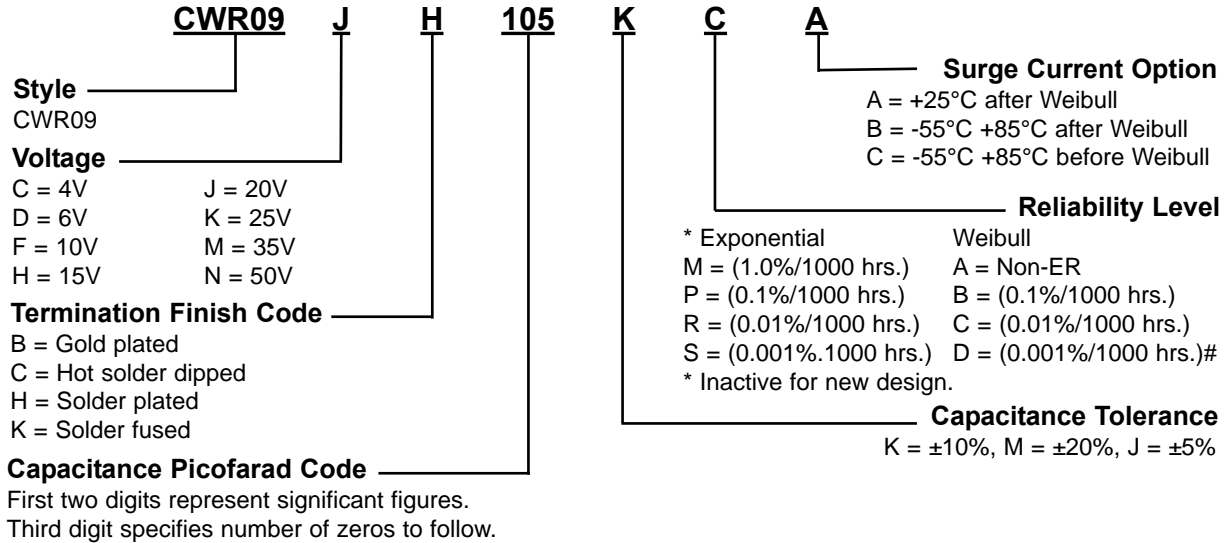 CWR09 J H 105 K C A
Style
CWR09
Voltage
C = 4V J = 20V
D = 6V K = 25V
F = 10V M = 35V
H = 15V N = 50V
Termination Finish Code
B = Gold plated
C = Hot solder dipped
H = Solder plated
K = Solder fused
Capacitance Picofarad Code
First two digits represent significant figures.
Third digit specifies number of zeros to follow.
Surge Current Option
A = +25°C after Weibull
B = -55°C +85°C after Weibull
C = -55°C +85°C before Weibull
Reliability Level
* Exponential Weibull
M = (1.0%/1000 hrs.) A = Non-ER
P = (0.1%/1000 hrs.) B = (0.1%/1000 hrs.)
R = (0.01%/1000 hrs.) C = (0.01%/1000 hrs.)
S = (0.001%.1000 hrs.) D = (0.001%/1000 hrs.)#
* Inactive for new design.
Capacitance Tolerance
K = ±10%, M = ±20%, J = ±5%